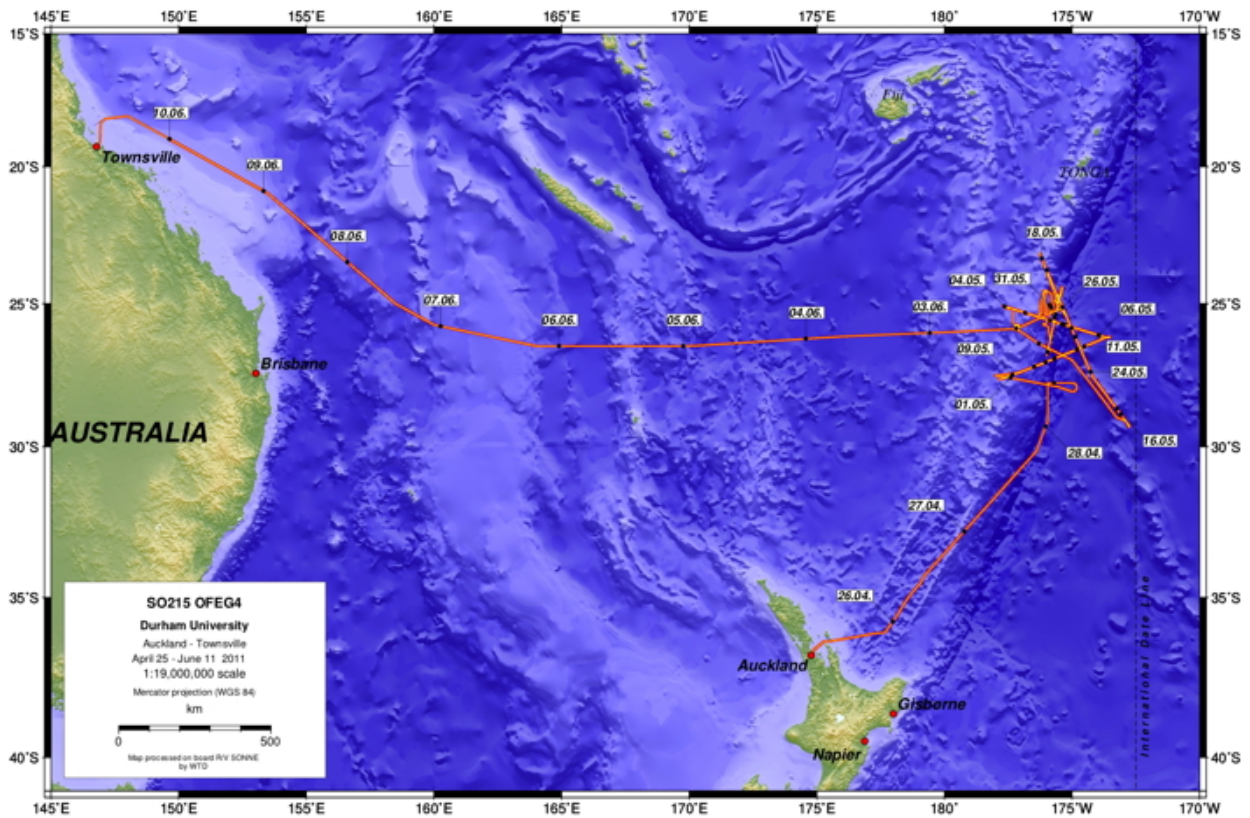 145°E 150°E 155°E 160°E 165°E 170°E 175°E 180° 175°W 170°W
15°S 15°S
Fiji
10.06.
Townsville
09.06.
20°S 20°S
TONGA
08.06.
18.05.
04.05. 31.05. 26.05.
07.06.
25°S 25°S
06.06. 05.06. 04.06. 03.06. 06.05.
09.05. 11.05.
Brisbane
24.05.
01.05.
AUSTRALIA
16.05.
30°S 30°S
28.04.
27.04.
35°S 35°S
26.04.
International Date Line
SO215 OFEG4
Durham University
Auckland - Townsville
April 25 - June 11 2011
1:19,000,000 scale
Mercator projection (WGS 84)
km
0 500
Map processed on board R/V SONNE
by WTD
Auckland
Gisborne
Napier
40°S 40°S
145°E 150°E 155°E 160°E 165°E 170°E 175°E 180° 175°W 170°W